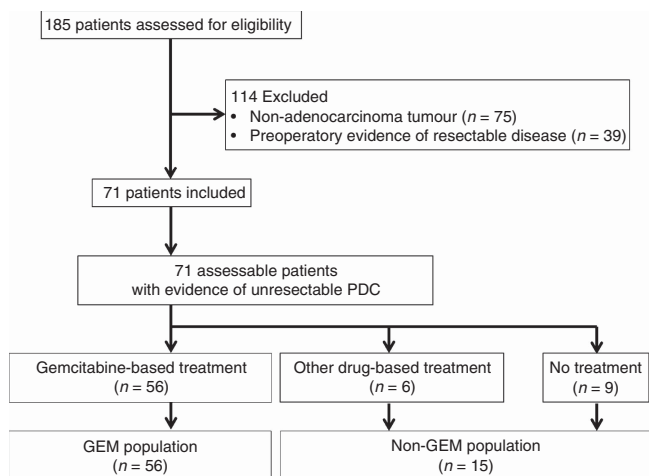 185 patients assessed for eligibility
114 Excluded
• Non-adenocarcinoma tumour (n = 75)
• Preoperatory evidence of resectable disease (n = 39)
71 patients included
71 assessable patients
with evidence of unresectable PDC
Gemcitabine-based treatment
(n = 56)
Other drug-based treatment
(n = 6)
No treatment
(n = 9)
GEM population
(n = 56)
Non-GEM population
(n = 15)